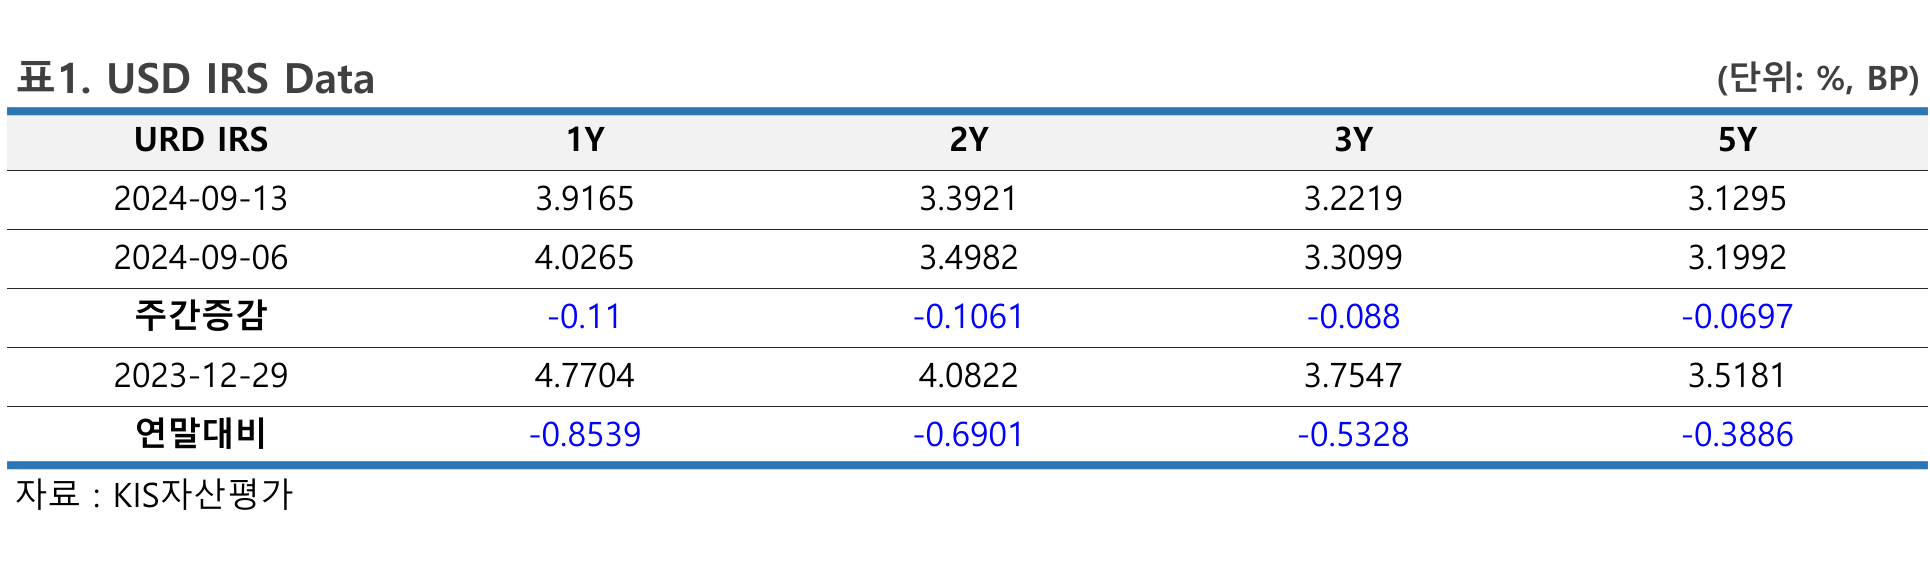 표1. USD IRS Data (단위: %, BP)
URD IRS 1Y 2Y 3Y 5Y
2024-09-13 3.9165 3.3921 3.2219 3.1295
2024-09-06 4.0265 3.4982 3.3099 3.1992
주간증감 -0.11 -0.1061 -0.088 -0.0697
2023-12-29 4.7704 4.0822 3.7547 3.5181
연말대비 -0.8539 -0.6901 -0.5328 -0.3886
자료 : KIS자산평가